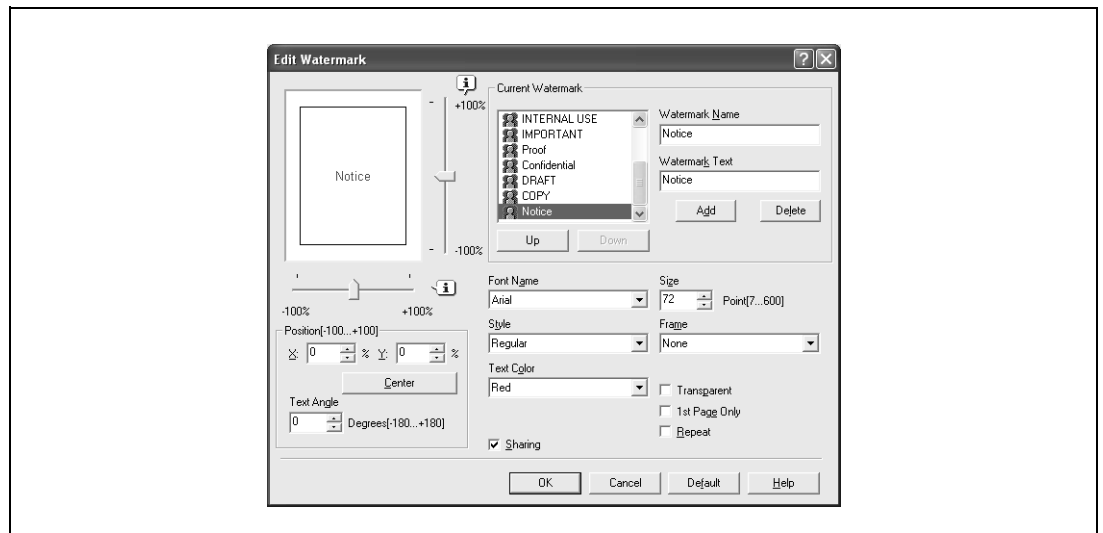 Edit Watermark
+100%
Notice
-100%
-100%
+100%
Position[-100...+100]
X: 0 % Y: 0 %
Center
Text Angle
0 Degrees[-180...+180]
Current Watermark
INTERNAL USE
IMPORTANT
Proof
Confidential
DRAFT
COPY
Notice
Up
Down
Watermark Name
Notice
Watermark Text
Notice
Add
Delete
Font Name
Arial
Size
72 Point[7...600]
Style
Regular
Frame
None
Text Color
Red
Transparent
1st Page Only
Repeat
Sharing
OK
Cancel
Default
Help